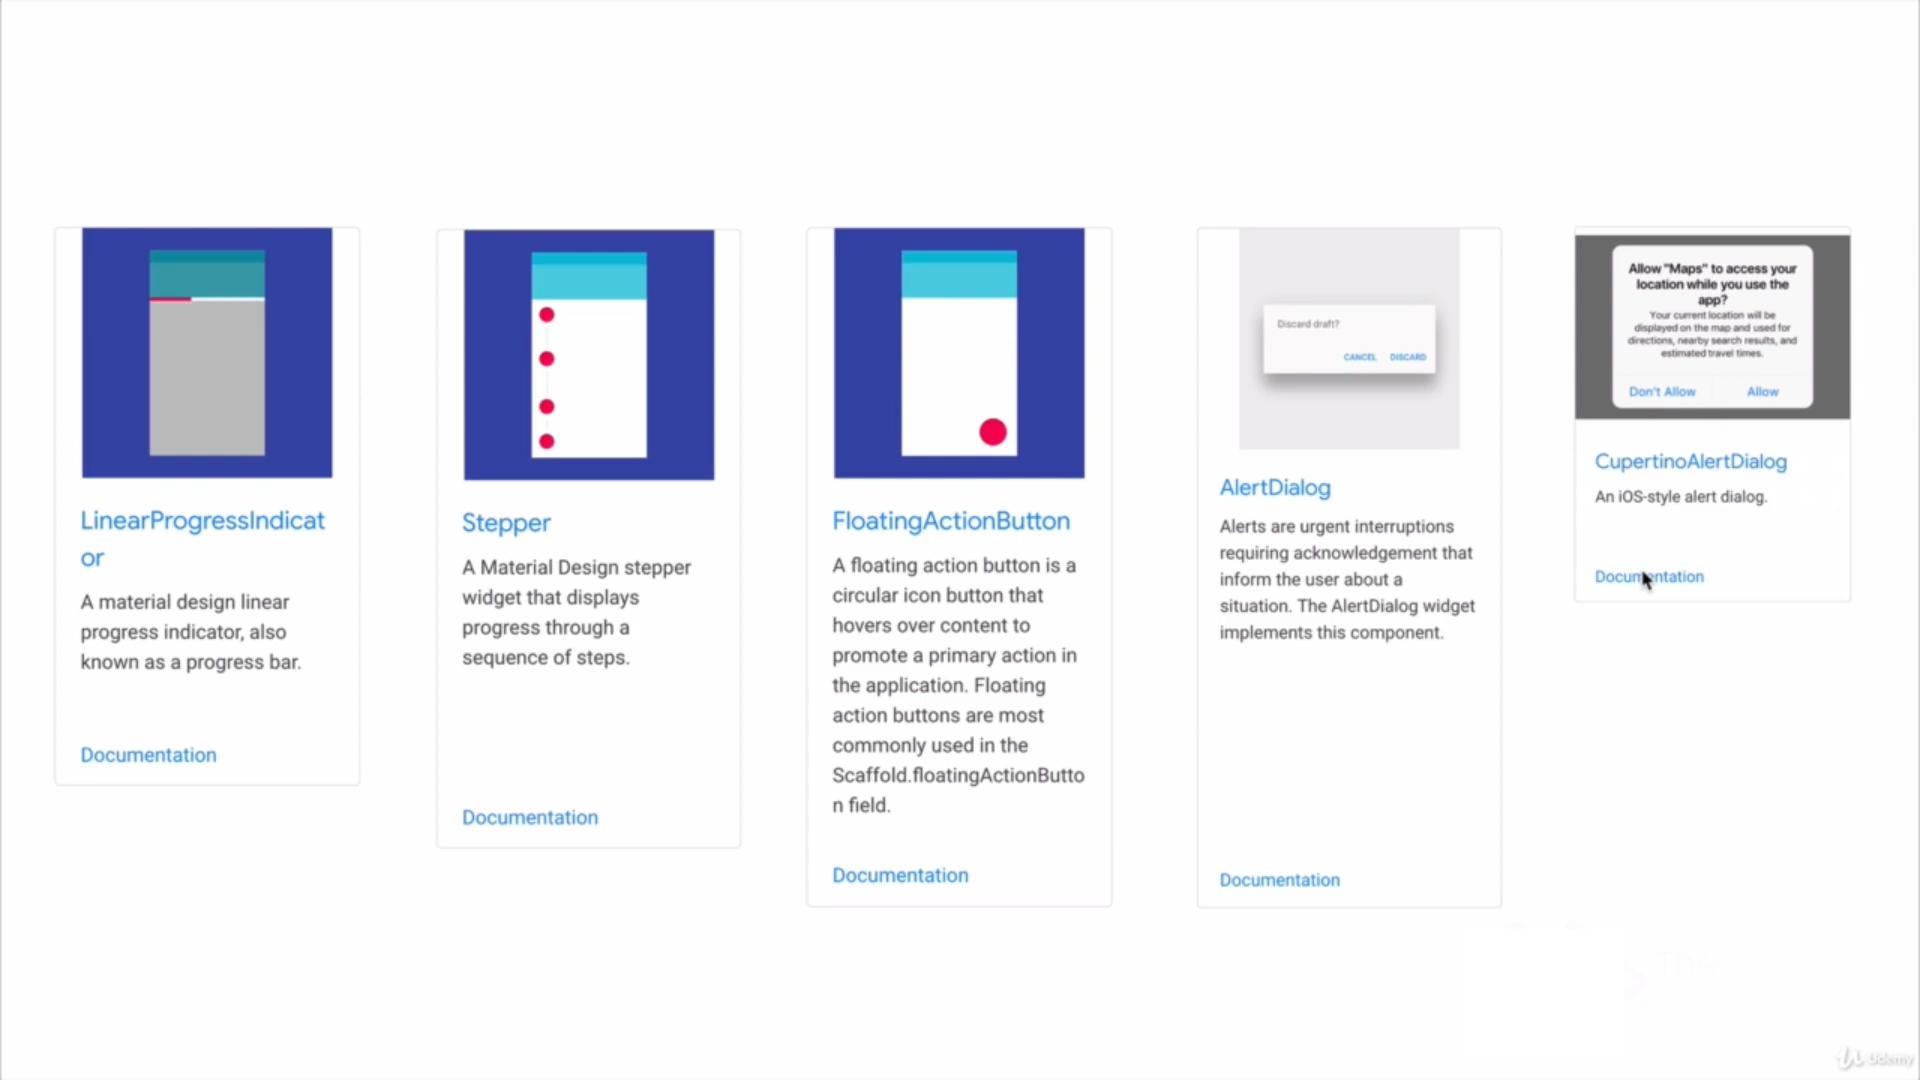 LinearProgressIndicat
or
A material design linear
progress indicator, also
known as a progress bar.
Documentation
Stepper
A Material Design stepper
widget that displays
progress through a
sequence of steps.
Documentation
FloatingActionButton
A floating action button is a
circular icon button that
hovers over content to
promote a primary action in
the application. Floating
action buttons are most
commonly used in the
Scaffold.floatingActionButto
n field.
Documentation
Discard draft?
CANCEL DISCARD
AlertDialog
Alerts are urgent interruptions
requiring acknowledgement that
inform the user about a
situation. The AlertDialog widget
implements this component.
Documentation
Allow "Maps" to access your
location while you use the
app?
Your current location will be
displayed on the map and used for
directions, nearby search results, and
estimated travel times.
Don't Allow Allow
CupertinoAlertDialog
An iOS-style alert dialog.
Documentation
Udemy